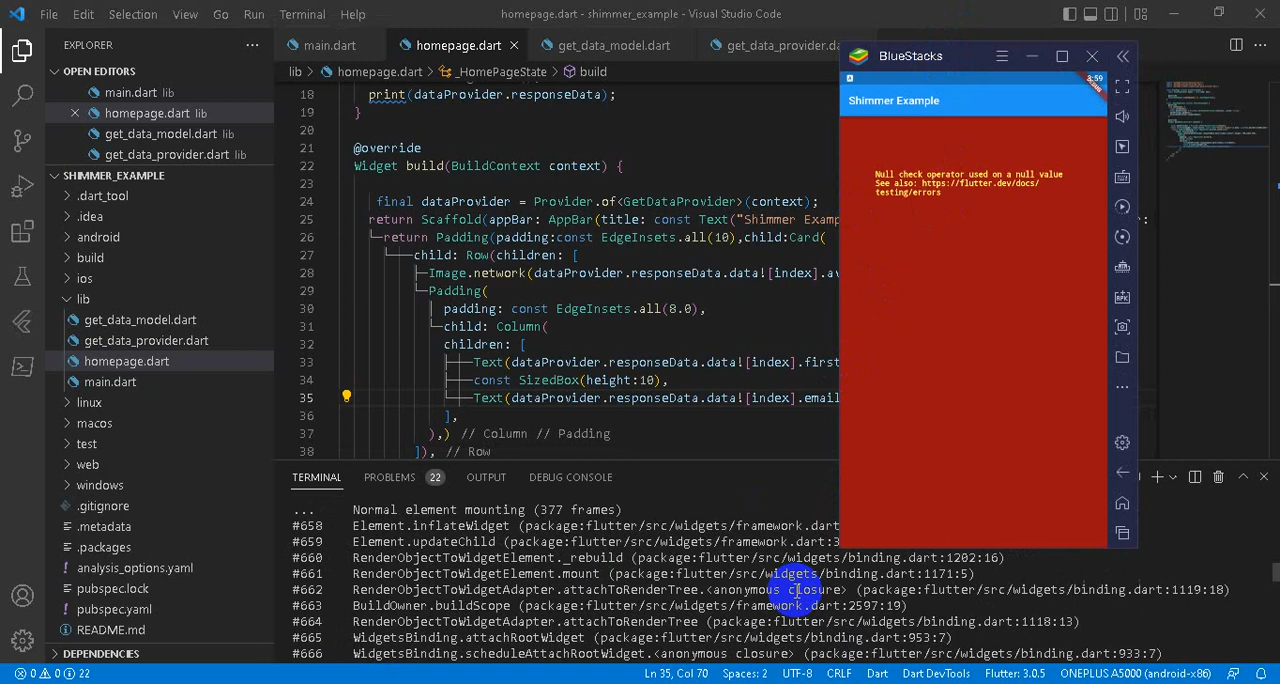 File Edit Selection View Go Run Terminal Help homepage.dart - shimmer_example - Visual Studio Code
EXPLORER
OPEN EDITORS
main.dart lib
homepage.dart lib
get_data_model.dart lib
get_data_provider.dart lib
SHIMMER_EXAMPLE
.dart_tool
.idea
android
build
ios
lib
get_data_model.dart
get_data_provider.dart
homepage.dart
main.dart
linux
macos
test
web
windows
.gitignore
.metadata
.packages
analysis_options.yaml
pubspec.lock
pubspec.yaml
README.md
DEPENDENCIES
main.dart homepage.dart get_data_model.dart get_data_provider.da
lib homepage.dart _HomePageState build
18 print(dataProvider.responseData);
19 }
20
21 @override
22 Widget build(BuildContext context) {
23
24 final dataProvider = Provider.of<GetDataProvider>(context);
25 return Scaffold(appBar: AppBar(title: const Text("Shimmer Examp
26 return Padding(padding:const EdgeInsets.all(10),child:Card(
27 child: Row(children: [
28 Image.network(dataProvider.responseData.data![index].av
29 Padding(
30 padding: const EdgeInsets.all(8.0),
31 child: Column(
32 children: [
33 Text(dataProvider.responseData.data![index].first
34 const SizedBox(height:10),
35 Text(dataProvider.responseData.data![index].email
36 ],
37 ),) // Column // Padding
38 ]), // Row
BlueStacks
3:59
Shimmer Example
Null check operator used on a null value
See also: https://flutter.dev/docs/
testing/errors
TERMINAL PROBLEMS 22 OUTPUT DEBUG CONSOLE
... Normal element mounting (377 frames)
#658 Element.inflateWidget (package:flutter/src/widgets/framework.dart
#659 Element.updateChild (package:flutter/src/widgets/framework.dart:3
#660 RenderObjectToWidgetElement._rebuild (package:flutter/src/widgets/binding.dart:1202:16)
#661 RenderObjectToWidgetElement.mount (package:flutter/src/widgets/binding.dart:1171:5)
#662 RenderObjectToWidgetAdapter.attachToRenderTree.<anonymous closure> (package:flutter/src/widgets/binding.dart:1119:18)
#663 BuildOwner.buildScope (package:flutter/src/widgets/framework.dart:2597:19)
#664 RenderObjectToWidgetAdapter.attachToRenderTree (package:flutter/src/widgets/binding.dart:1118:13)
#665 WidgetsBinding.attachRootWidget (package:flutter/src/widgets/binding.dart:953:7)
#666 WidgetsBinding.scheduleAttachRootWidget.<anonymous closure> (package:flutter/src/widgets/binding.dart:933:7)
0 0 22 Ln 35, Col 70 Spaces: 2 UTF-8 CRLF Dart Dart DevTools Flutter: 3.0.5 ONEPLUS A5000 (android-x86)